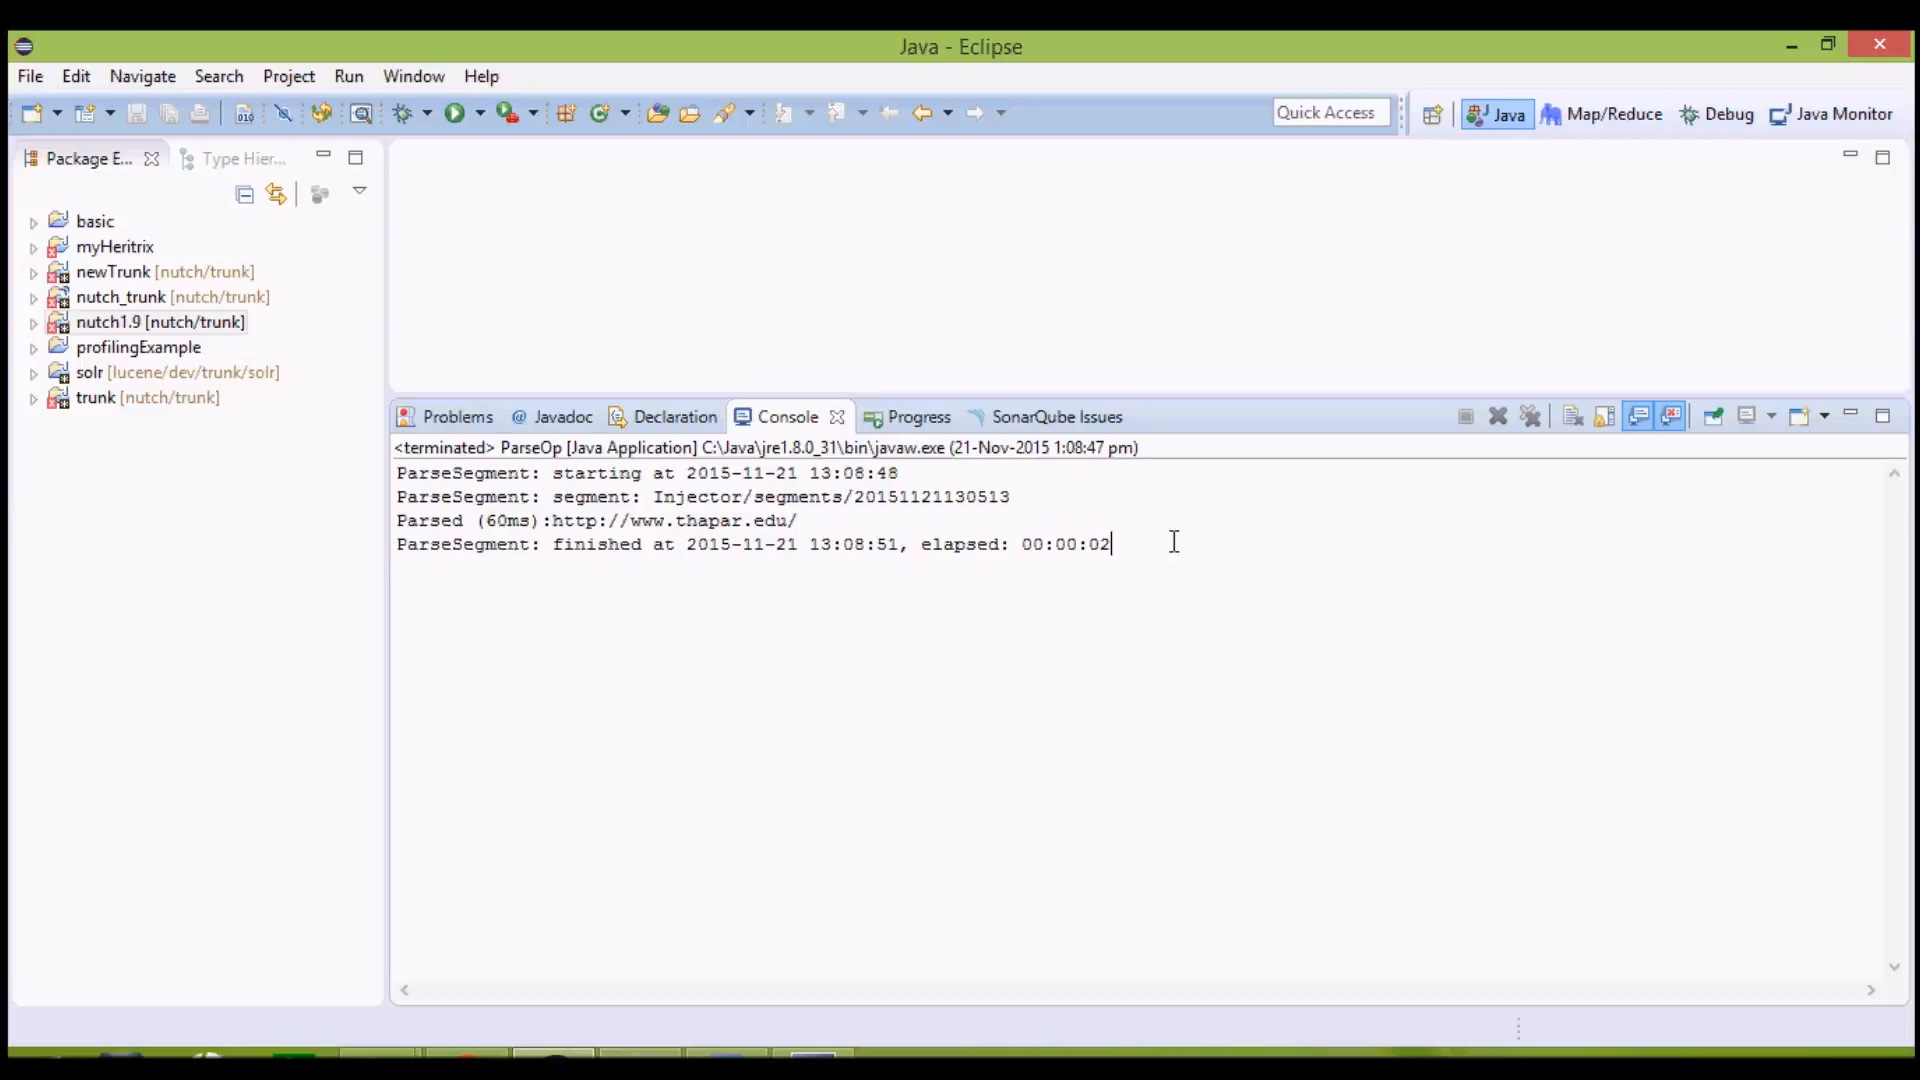 Java - Eclipse
File Edit Navigate Search Project Run Window Help
Quick Access Java Map/Reduce Debug Java Monitor
Package E... Type Hier...
basic
myHeritrix
newTrunk [nutch/trunk]
nutch_trunk [nutch/trunk]
nutch1.9 [nutch/trunk]
profilingExample
solr [lucene/dev/trunk/solr]
trunk [nutch/trunk]
Problems @ Javadoc Declaration Console Progress SonarQube Issues
<terminated> ParseOp [Java Application] C:\Java\jre1.8.0_31\bin\javaw.exe (21-Nov-2015 1:08:47 pm)
ParseSegment: starting at 2015-11-21 13:08:48
ParseSegment: segment: Injector/segments/20151121130513
Parsed (60ms):http://www.thapar.edu/
ParseSegment: finished at 2015-11-21 13:08:51, elapsed: 00:00:02